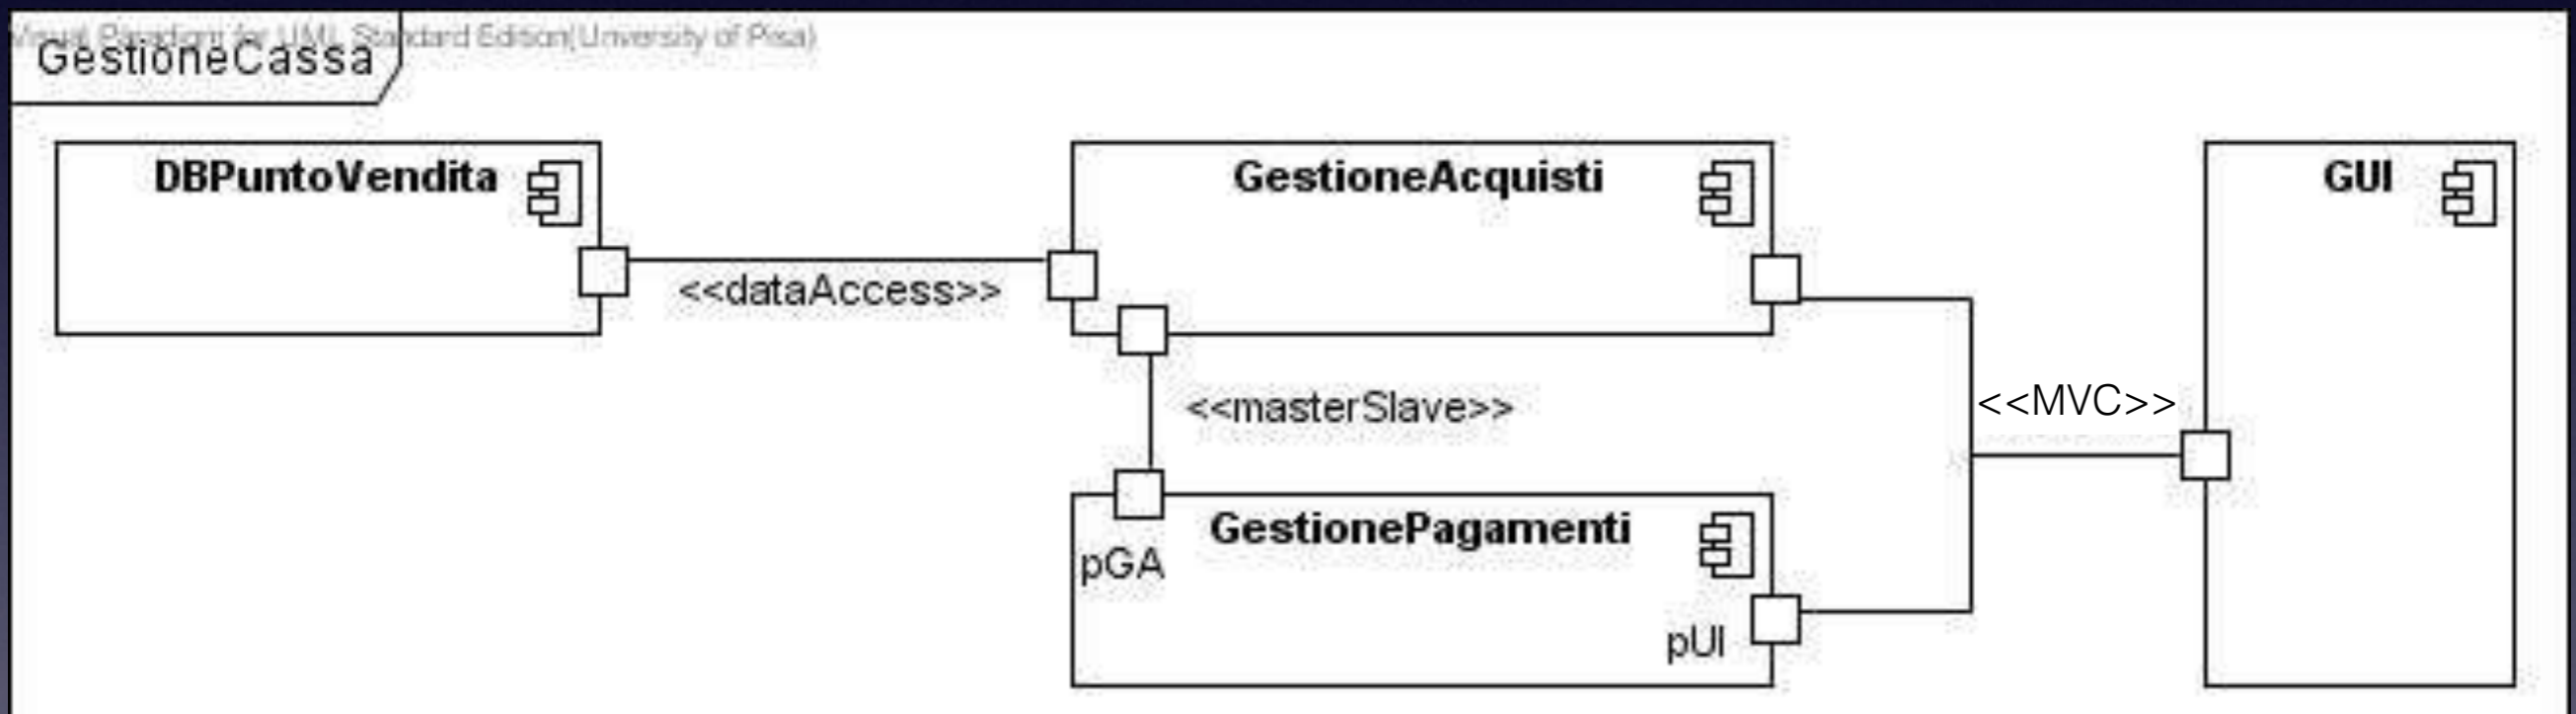 Visual Paradigm for UML Standard Edition(University of Pisa)
GestioneCassa
DBPuntoVendita
GestioneAcquisti
GUI
<<dataAccess>>
<<masterSlave>>
<<MVC>>
GestionePagamenti
pGA
pUI